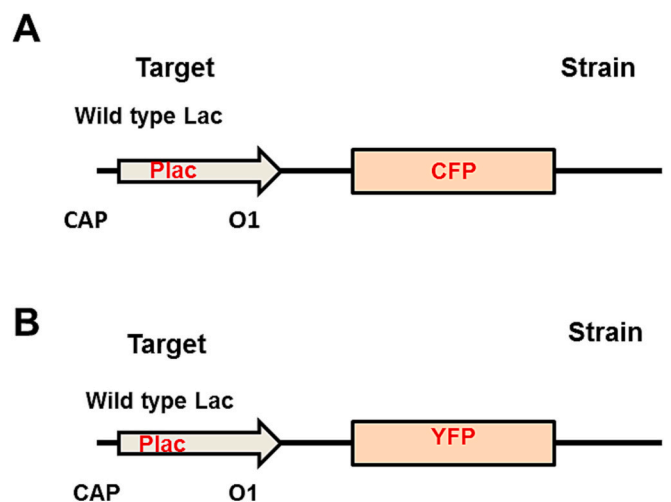 A
Target Strain
Wild type Lac
Plac CFP
CAP O1
B
Target Strain
Wild type Lac
Plac YFP
CAP O1